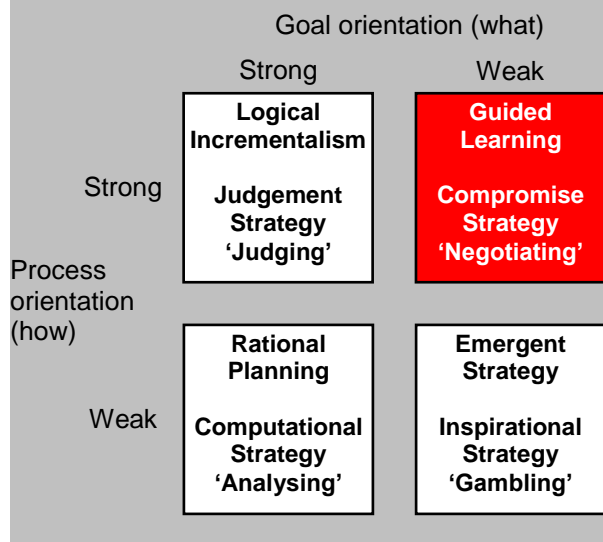 Goal orientation (what)
Strong
Weak
Logical
Incrementalism
Judgement
Strategy
‘Judging’
Guided
Learning
Compromise
Strategy
‘Negotiating’
Strong
Process
orientation
(how)
Rational
Planning
Computational
Strategy
‘Analysing’
Emergent
Strategy
Inspirational
Strategy
‘Gambling’
Weak